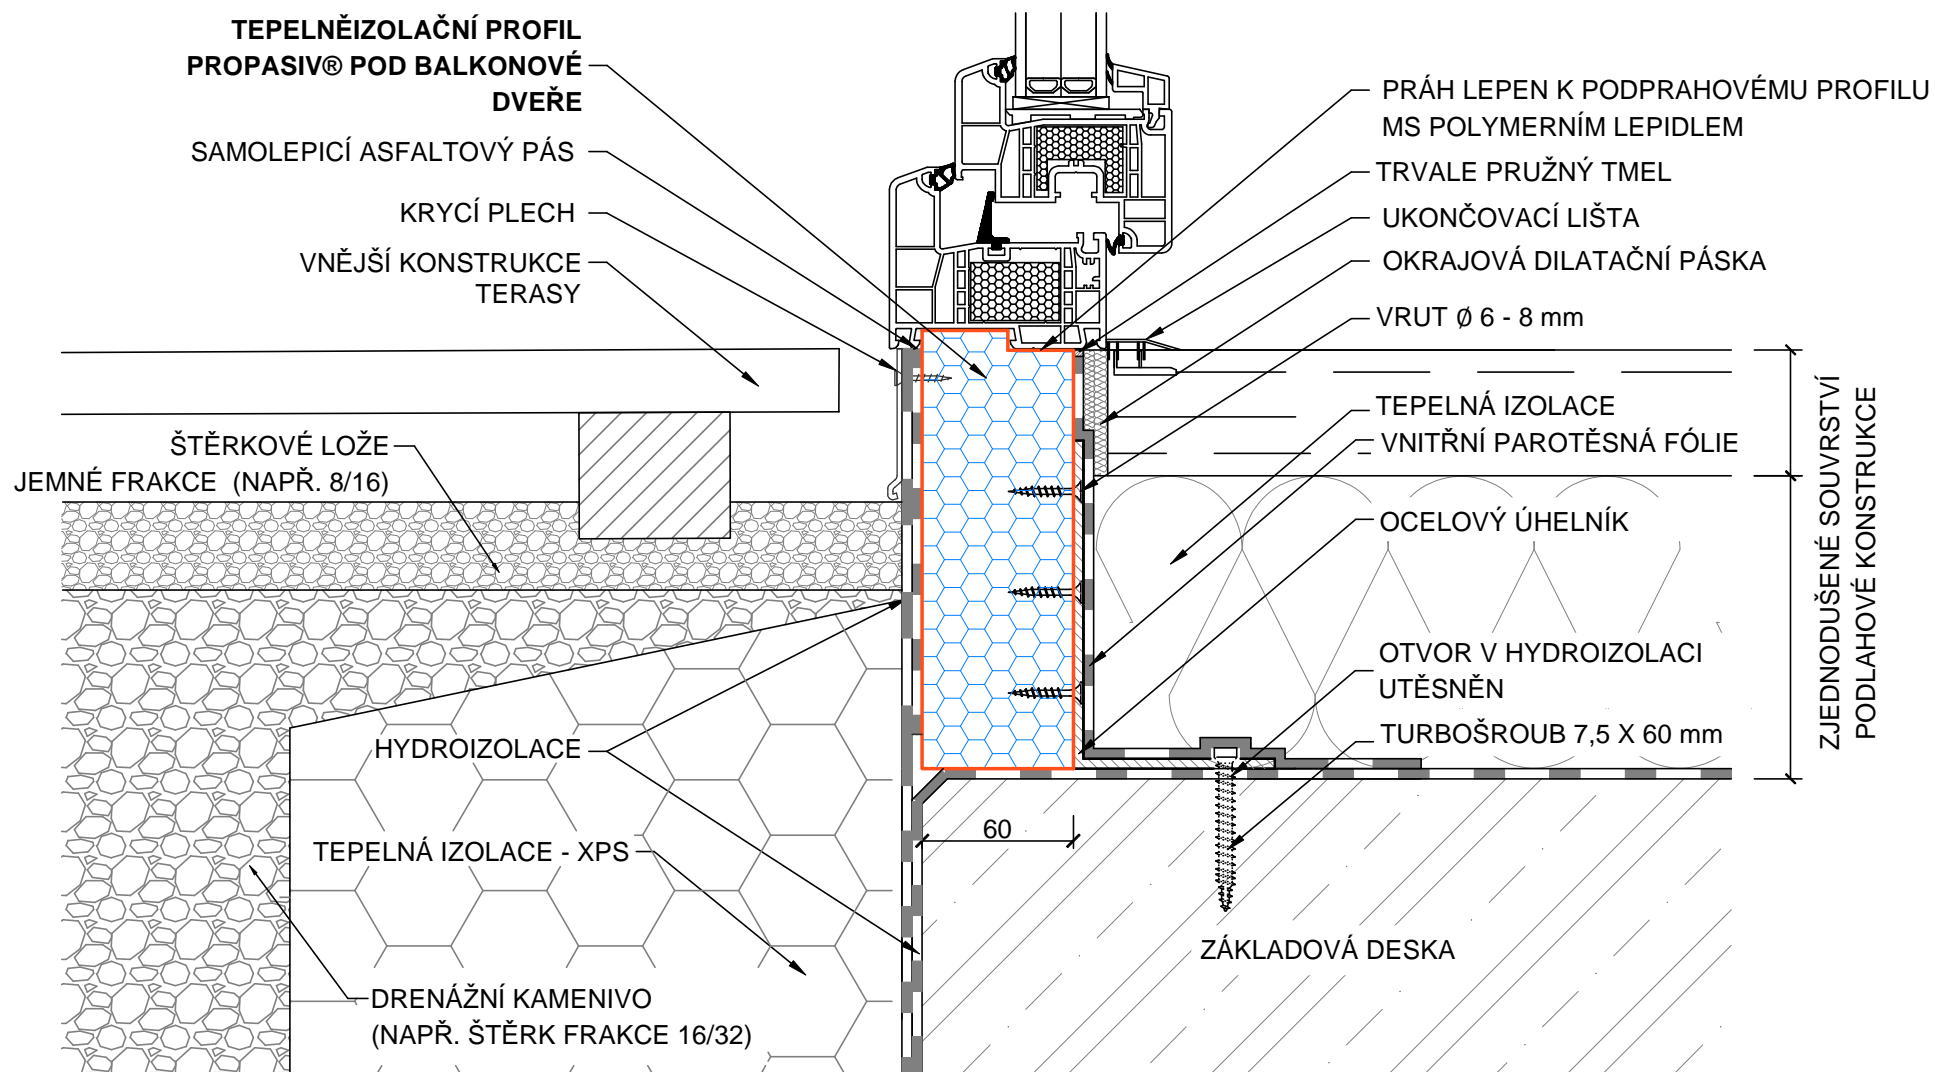 TEPELNĚIZOLAČNÍ PROFIL
PROPASIV® POD BALKONOVÉ
DVEŘE
SAMOLEPICÍ ASFALTOVÝ PÁS
KRYCÍ PLECH
VNĚJŠÍ KONSTRUKCE
TERASY
ŠTĚRKOVÉ LOŽE
JEMNÉ FRAKCE (NAPŘ. 8/16)
HYDROIZOLACE
TEPELNÁ IZOLACE - XPS
DRENÁŽNÍ KAMENIVO
(NAPŘ. ŠTĚRK FRAKCE 16/32)
PRÁH LEPEN K PODPRAHOVÉMU PROFILU
MS POLYMERNÍM LEPIDLEM
TRVALE PRUŽNÝ TMEL
UKONČOVACÍ LIŠTA
OKRAJOVÁ DILATAČNÍ PÁSKA
VRUT Ø 6 - 8 mm
TEPELNÁ IZOLACE
VNITŘNÍ PAROTĚSNÁ FÓLIE
OCELOVÝ ÚHELNÍK
OTVOR V HYDROIZOLACI
UTĚSNĚN
TURBOŠROUB 7,5 X 60 mm
60
ZÁKLADOVÁ DESKA
ZJEDNODUŠENÉ SOUVRSTVÍ
PODLAHOVÉ KONSTRUKCE